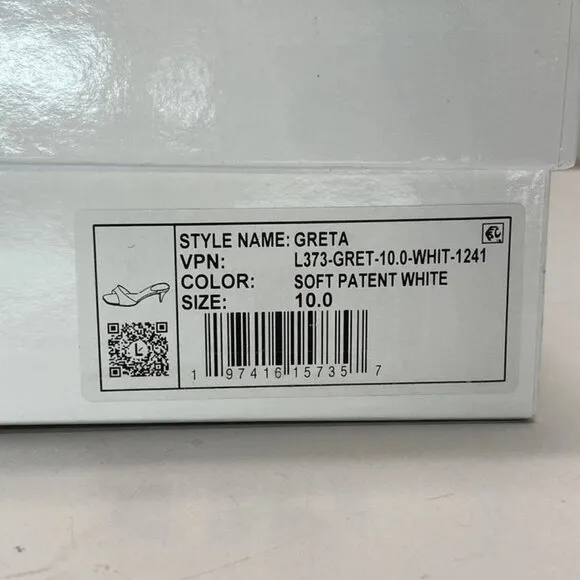 STYLE NAME: GRETA
VPN: L373-GRET-10.0-WHIT-1241
COLOR: SOFT PATENT WHITE
SIZE: 10.0
L
1 97416 15735 7